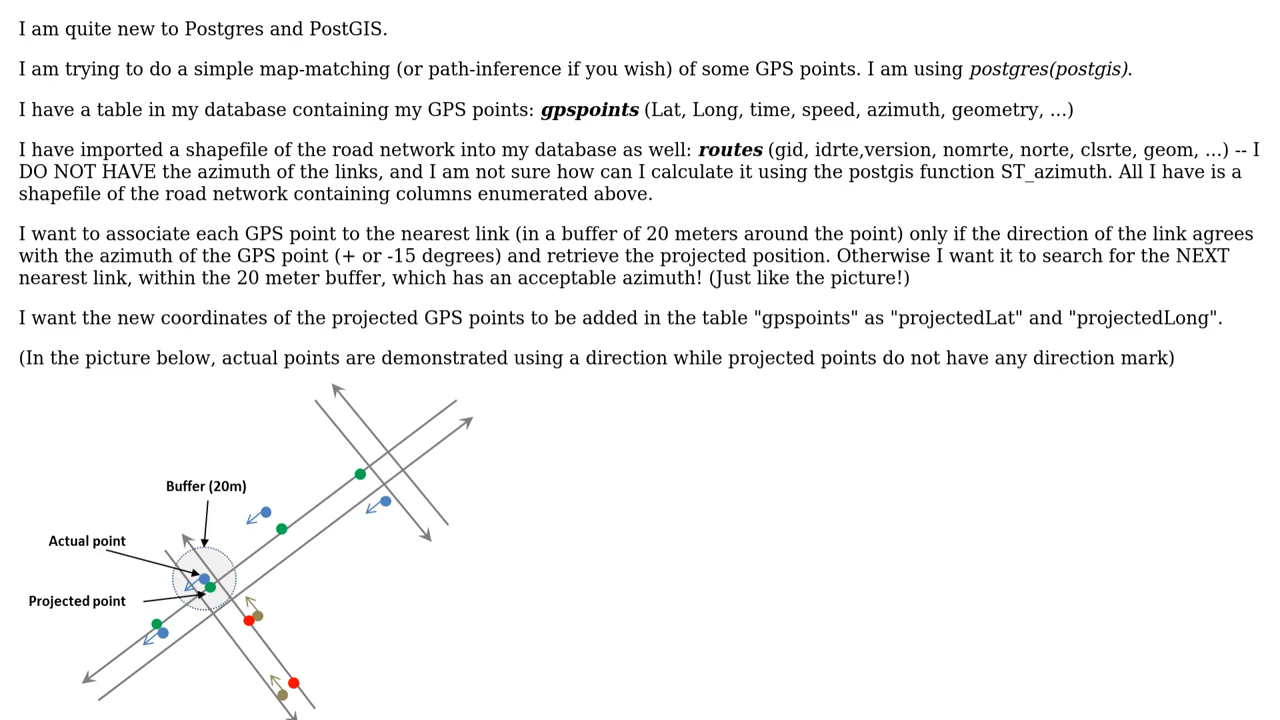 I am quite new to Postgres and PostGIS.
I am trying to do a simple map-matching (or path-inference if you wish) of some GPS points. I am using postgres(postgis).
I have a table in my database containing my GPS points: gpspoints (Lat, Long, time, speed, azimuth, geometry, ...)
I have imported a shapefile of the road network into my database as well: routes (gid, idrte,version, nomrte, norte, clsrte, geom, ...) -- I
DO NOT HAVE the azimuth of the links, and I am not sure how can I calculate it using the postgis function ST_azimuth. All I have is a
shapefile of the road network containing columns enumerated above.
I want to associate each GPS point to the nearest link (in a buffer of 20 meters around the point) only if the direction of the link agrees
with the azimuth of the GPS point (+ or -15 degrees) and retrieve the projected position. Otherwise I want it to search for the NEXT
nearest link, within the 20 meter buffer, which has an acceptable azimuth! (Just like the picture!)
I want the new coordinates of the projected GPS points to be added in the table "gpspoints" as "projectedLat" and "projectedLong".
(In the picture below, actual points are demonstrated using a direction while projected points do not have any direction mark)
Buffer (20m)
Actual point
Projected point